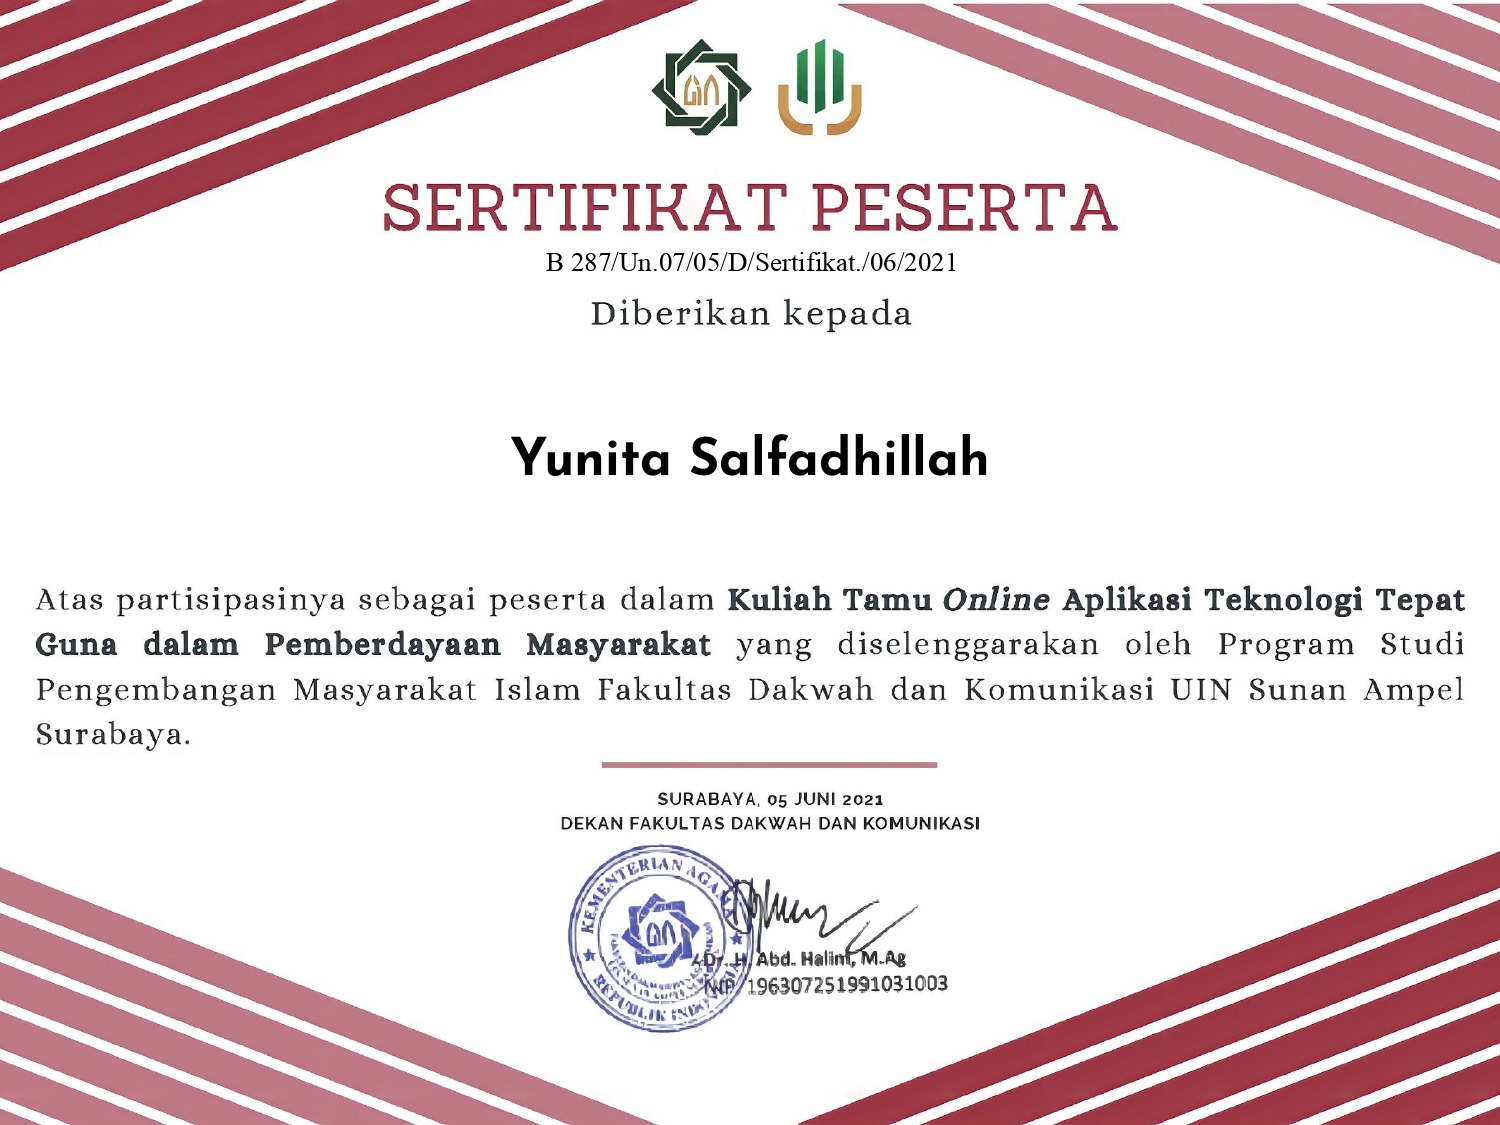 SERTIFIKAT PESERTA
B 287/Un.07/05/D/Sertifikat./06/2021
Diberikan kepada
Yunita Salfadhillah
Atas partisipasinya sebagai peserta dalam Kuliah Tamu Online Aplikasi Teknologi Tepat
Guna dalam Pemberdayaan Masyarakat yang diselenggarakan oleh Program Studi
Pengembangan Masyarakat Islam Fakultas Dakwah dan Komunikasi UIN Sunan Ampel
Surabaya.
SURABAYA, 05 JUNI 2021
DEKAN FAKULTAS DAKWAH DAN KOMUNIKASI
KEMENTERIAN AGAMA
REPUBLIK INDONESIA
Dr. H. Abd. Halim, M.Ag
NIP 196307251991031003